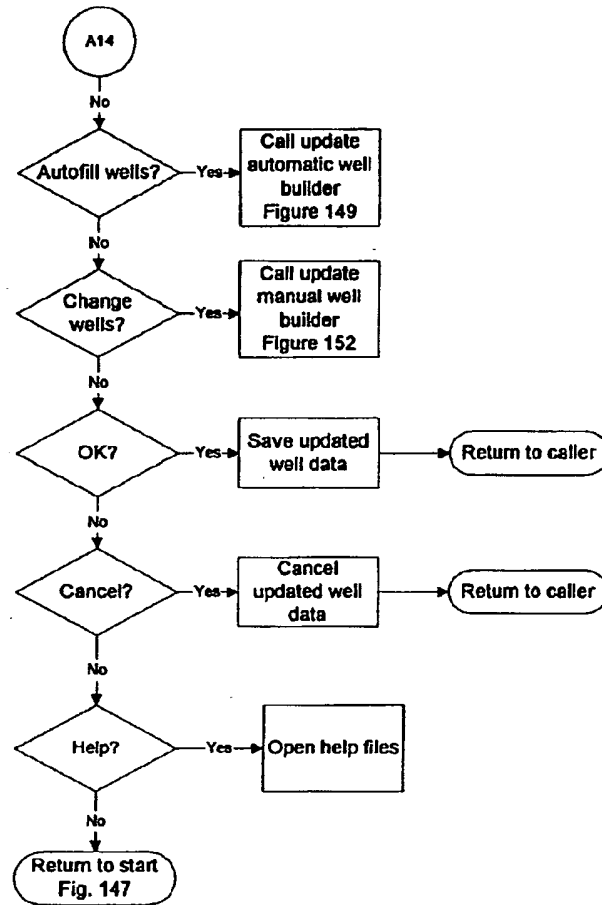 A14
No
Autofill wells?
Yes
Call update
automatic well
builder
Figure 149
No
Change
wells?
Yes
Call update
manual well
builder
Figure 152
No
OK?
Yes
Save updated
well data
Return to caller
No
Cancel?
Yes
Cancel
updated well
data
Return to caller
No
Help?
Yes
Open help files
No
Return to start
Fig. 147